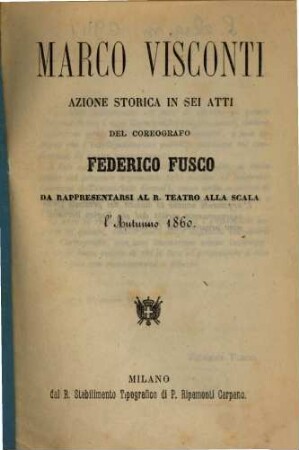 MARCO VISCONTI
AZIONE STORICA IN SEI ATTI
DEL COREOGRAFO
FEDERICO FUSCO
DA RAPPRESENTARSI AL R. TEATRO ALLA SCALA
l'Autunno 1860.
MILANO
dal R. Stabilimento Tipografico di P. Ripamonti Carpano.